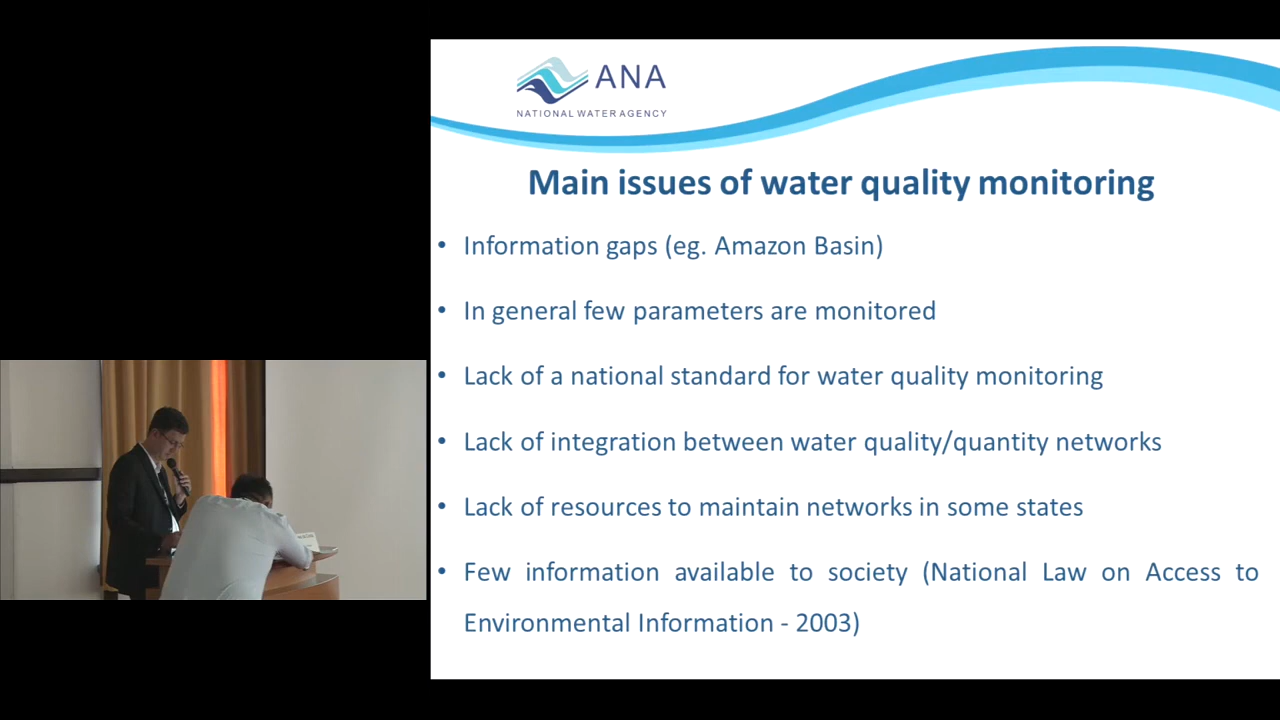 ANA
NATIONAL WATER AGENCY
Main issues of water quality monitoring
• Information gaps (eg. Amazon Basin)
• In general few parameters are monitored
• Lack of a national standard for water quality monitoring
• Lack of integration between water quality/quantity networks
• Lack of resources to maintain networks in some states
• Few information available to society (National Law on Access to
Environmental Information - 2003)